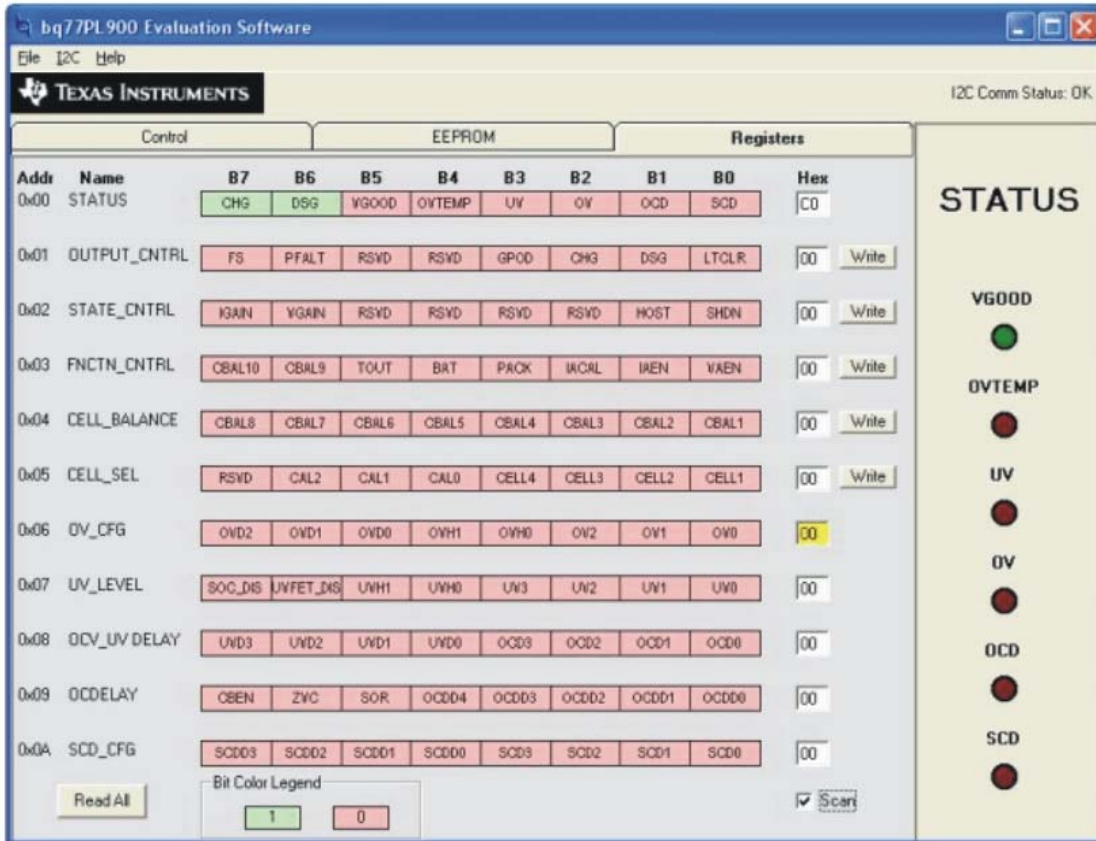 bq77PL900 Evaluation Software
File I2C Help
TEXAS INSTRUMENTS I2C Comm Status: OK
Control EEPROM Registers
Addr Name B7 B6 B5 B4 B3 B2 B1 B0 Hex
0x00 STATUS CHG DSG VGOOD OVTEMP UV OV OCD SCD C0
0x01 OUTPUT_CNTRL FS PFALT RSVD RSVD GPOD CHG DSG LTCLR 00 Write
0x02 STATE_CNTRL IGAIN VGAIN RSVD RSVD RSVD RSVD HOST SHDN 00 Write
0x03 FNCTN_CNTRL CBAL10 CBAL9 TOUT BAT PACK IACAL IAEN VAEN 00 Write
0x04 CELL_BALANCE CBAL8 CBAL7 CBAL6 CBAL5 CBAL4 CBAL3 CBAL2 CBAL1 00 Write
0x05 CELL_SEL RSVD CAL2 CAL1 CAL0 CELL4 CELL3 CELL2 CELL1 00 Write
0x06 OV_CFG OVD2 OVD1 OVD0 OVH1 OVH0 OV2 OV1 OV0 00
0x07 UV_LEVEL SOC_DIS UVFET_DIS UVH1 UVH0 UV3 UV2 UV1 UV0 00
0x08 OCV_UV DELAY UVD3 UVD2 UVD1 UVD0 OCD3 OCD2 OCD1 OCD0 00
0x09 OCDELAY CBEN ZVC SOR OCDD4 OCDD3 OCDD2 OCDD1 OCDD0 00
0x0A SCD_CFG SCDD3 SCDD2 SCDD1 SCDD0 SCD3 SCD2 SCD1 SCD0 00
Read All
Bit Color Legend
1 0
Scan
STATUS
VGOOD
OVTEMP
UV
OV
OCD
SCD